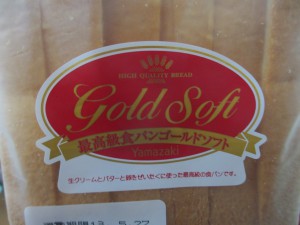 HIGH QUALITY BREAD
Gold Soft
最高級食パンゴールドソフト
Yamazaki
生クリームとバターと卵をぜいたくに使った最高級の食パンです。